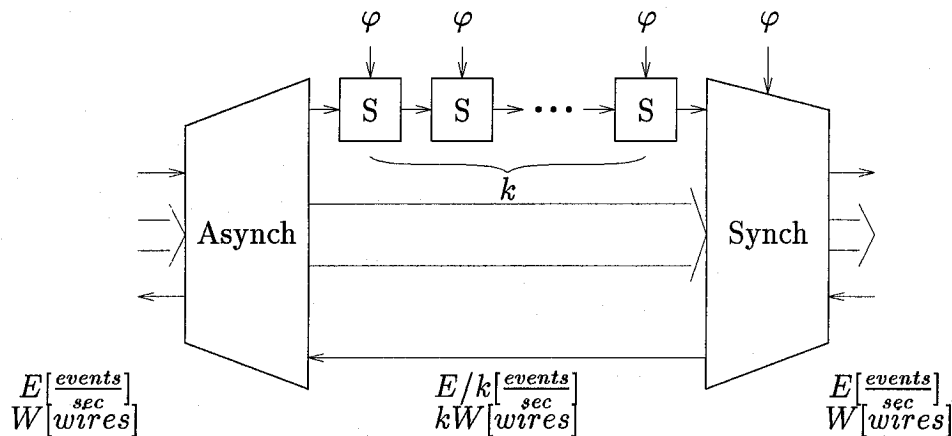 φ φ φ φ
S S ••• S
k
Asynch Synch
E[events/sec] E/k[events/sec] E[events/sec]
W[wires] kW[wires] W[wires]